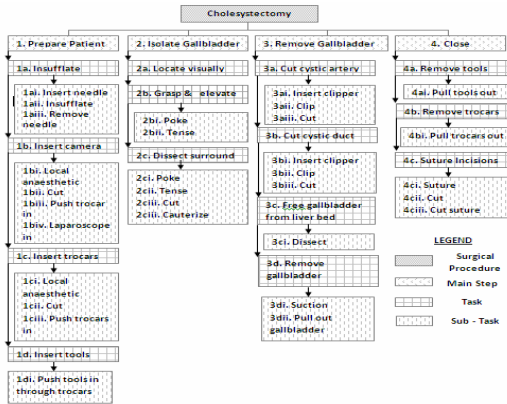 Cholesystectomy
1. Prepare Patient
1a. Insufflate
1ai. Insert needle
1aii. Insufflate
1aiii. Remove
needle
1b. Insert camera
1bi. Local
anaesthetic
1bii. Cut
1biii. Push trocar
in
1biv. Laparoscope in
1c. Insert trocars
1ci. Local
anaesthetic
1cii. Cut
1ciii. Push trocars
in
1d. Insert tools
1di. Push tools in
through trocars
2. Isolate Gallbladder
2a. Locate visually
2b. Grasp & elevate
2bi. Poke
2bii. Tense
2c. Dissect surround
2ci. Poke
2cii. Tense
2ciii. Cut
2ciii. Cauterize
3. Remove Gallbladder
3a. Cut cystic artery
3ai. Insert clipper
3aii. Clip
3aiii. Cut
3b. Cut cystic duct
3bi. Insert clipper
3bii. Clip
3biii. Cut
3c. Free gallbladder
from liver bed
3ci. Dissect
3d. Remove
gallbladder
3di. Suction
3dii. Pull out
gallbladder
4. Close
4a. Remove tools
4ai. Pull tools out
4b. Remove trocars
4bi. Pull trocars out
4c. Suture Incisions
4ci. Suture
4cii. Cut
4ciii. Cut suture
LEGEND
Surgical
Procedure
Main Step
Task
Sub - Task